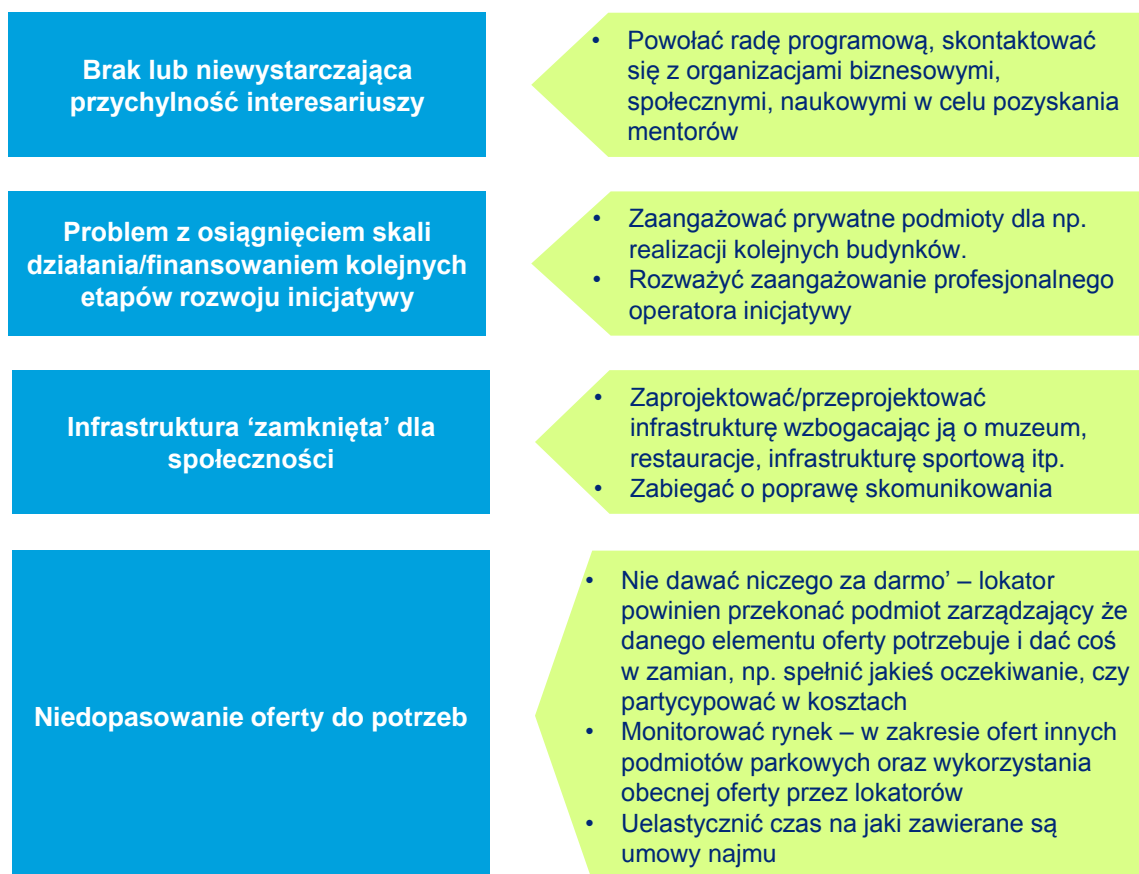 Brak lub niewystarczająca
przychylność interesariuszy
• Powołać radę programową, skontaktować
się z organizacjami biznesowymi,
społecznymi, naukowymi w celu pozyskania
mentorów
Problem z osiągnięciem skali
działania/finansowaniem kolejnych
etapów rozwoju inicjatywy
• Zaangażować prywatne podmioty dla np.
realizacji kolejnych budynków.
• Rozważyć zaangażowanie profesjonalnego
operatora inicjatywy
Infrastruktura ‘zamknięta’ dla
społeczności
• Zaprojektować/przeprojektować
infrastrukturę wzbogacając ją o muzeum,
restauracje, infrastrukturę sportową itp.
• Zabiegać o poprawę skomunikowania
Niedopasowanie oferty do potrzeb
• Nie dawać niczego za darmo’ – lokator
powinien przekonać podmiot zarządzający że
danego elementu oferty potrzebuje i dać coś
w zamian, np. spełnić jakieś oczekiwanie, czy
partycypować w kosztach
• Monitorować rynek – w zakresie ofert innych
podmiotów parkowych oraz wykorzystania
obecnej oferty przez lokatorów
• Uelastycznić czas na jaki zawierane są
umowy najmu